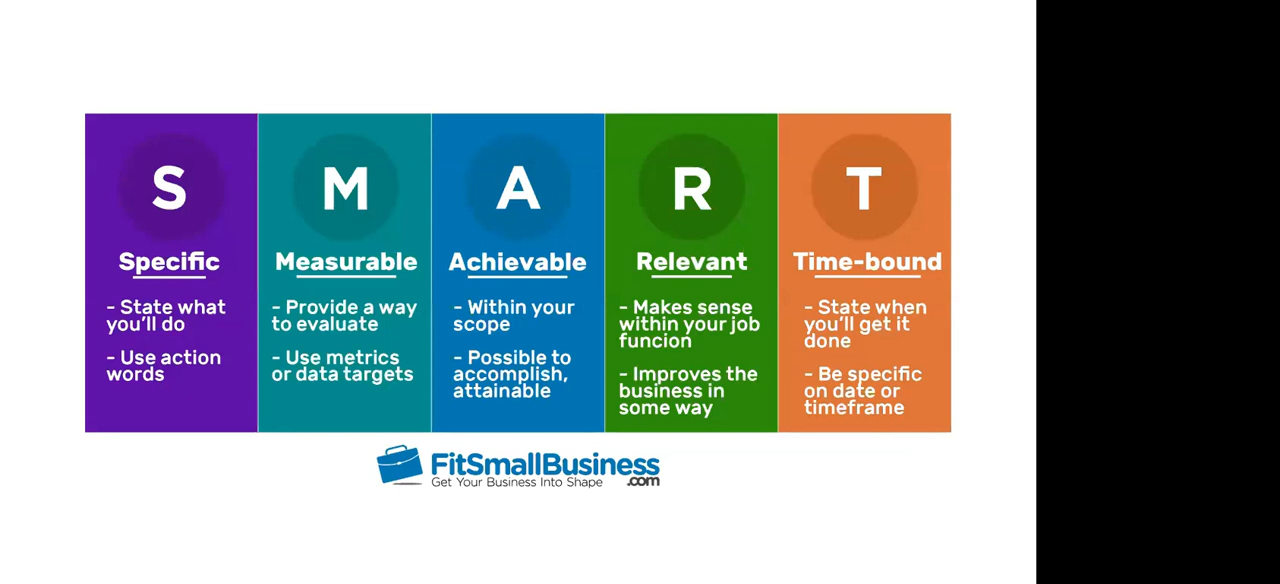 S
Specific
- State what
you'll do
- Use action
words
M
Measurable
- Provide a way
to evaluate
- Use metrics
or data targets
A
Achievable
- Within your
scope
- Possible to
accomplish,
attainable
R
Relevant
- Makes sense
within your job
funcion
- Improves the
business in
some way
T
Time-bound
- State when
you'll get it
done
- Be specific
on date or
timeframe
FitSmallBusiness
Get Your Business Into Shape .com